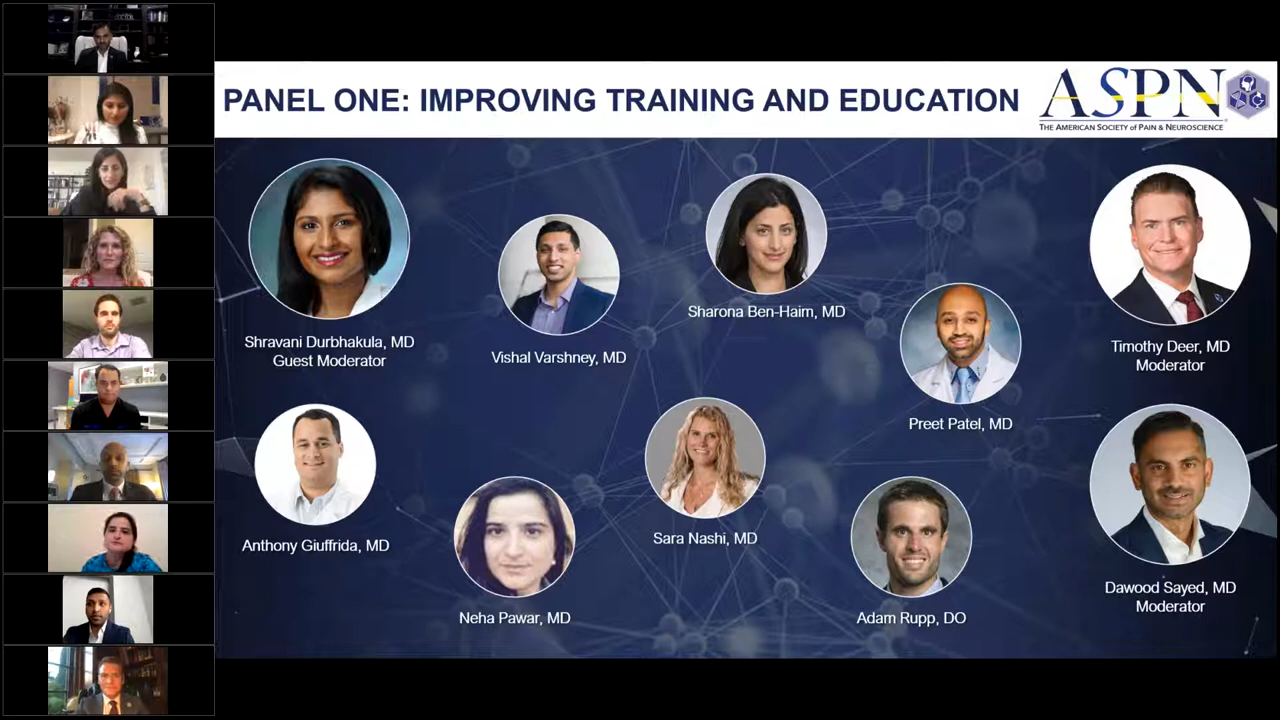 PANEL ONE: IMPROVING TRAINING AND EDUCATION
ASPN
THE AMERICAN SOCIETY of PAIN & NEUROSCIENCE
Shravani Durbhakula, MD
Guest Moderator
Vishal Varshney, MD
Sharona Ben-Haim, MD
Preet Patel, MD
Timothy Deer, MD
Moderator
Anthony Giuffrida, MD
Neha Pawar, MD
Sara Nashi, MD
Adam Rupp, DO
Dawood Sayed, MD
Moderator